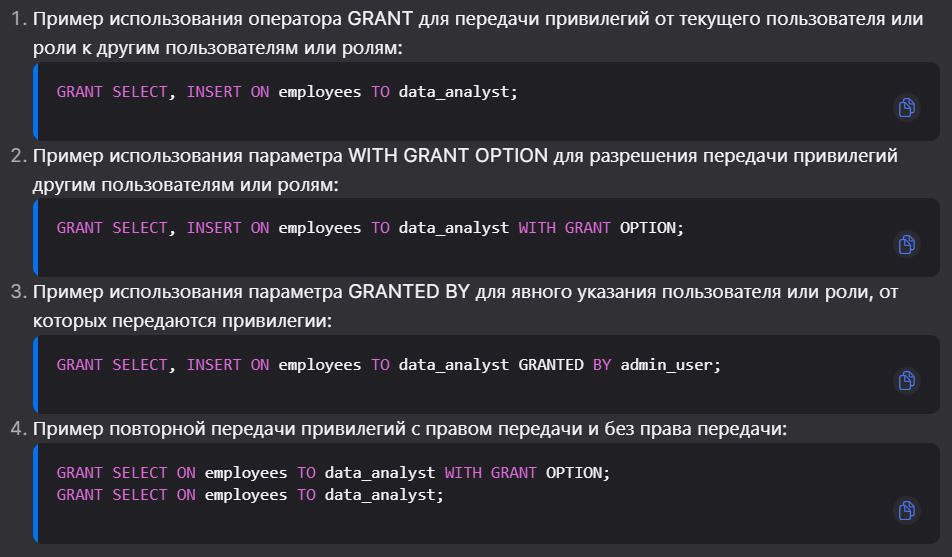 1. Пример использования оператора GRANT для передачи привилегий от текущего пользователя или
роли к другим пользователям или ролям:
GRANT SELECT, INSERT ON employees TO data_analyst;
2. Пример использования параметра WITH GRANT OPTION для разрешения передачи привилегий
другим пользователям или ролям:
GRANT SELECT, INSERT ON employees TO data_analyst WITH GRANT OPTION;
3. Пример использования параметра GRANTED BY для явного указания пользователя или роли, от
которых передаются привилегии:
GRANT SELECT, INSERT ON employees TO data_analyst GRANTED BY admin_user;
4. Пример повторной передачи привилегий с правом передачи и без права передачи:
GRANT SELECT ON employees TO data_analyst WITH GRANT OPTION;
GRANT SELECT ON employees TO data_analyst;